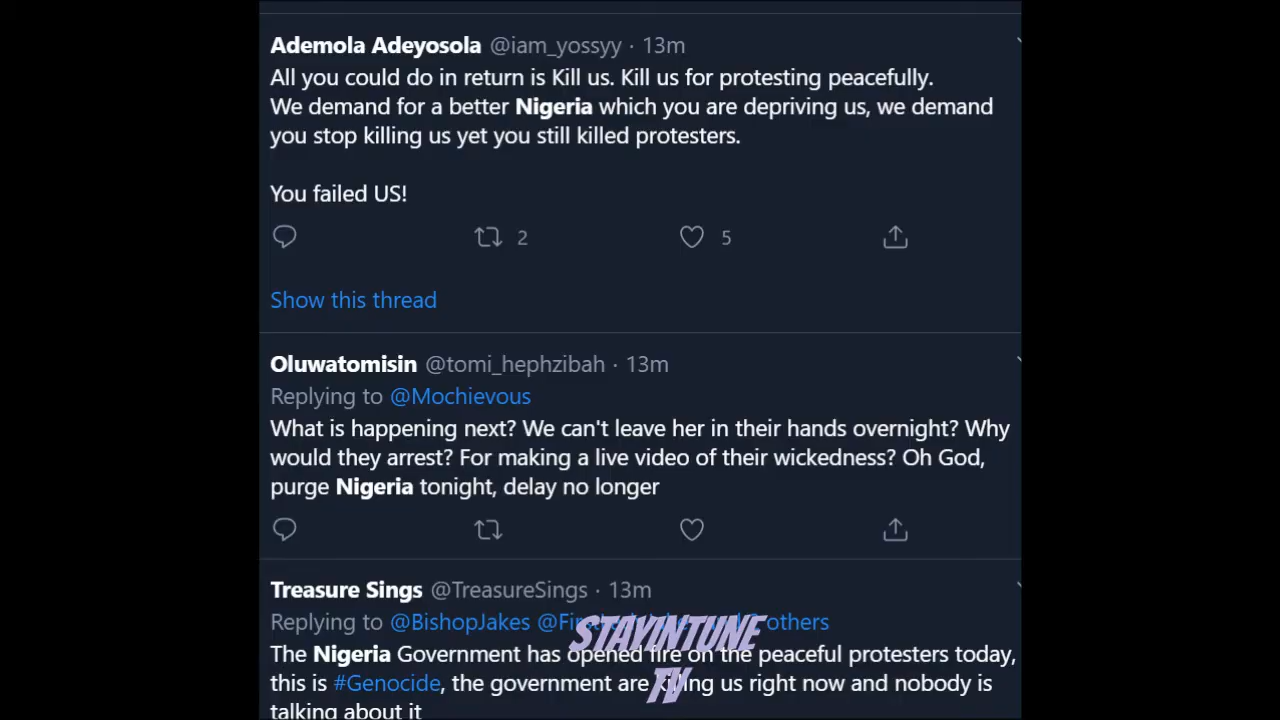 Ademola Adeyosola @iam_yossyy · 13m
All you could do in return is Kill us. Kill us for protesting peacefully.
We demand for a better Nigeria which you are depriving us, we demand
you stop killing us yet you still killed protesters.
You failed US!
2 5
Show this thread
Oluwatomisin @tomi_hephzibah · 13m
Replying to @Mochievous
What is happening next? We can't leave her in their hands overnight? Why
would they arrest? For making a live video of their wickedness? Oh God,
purge Nigeria tonight, delay no longer
Treasure Sings @TreasureSings · 13m
Replying to @BishopJakes others
STAYINTUNE
The Nigeria Government has opened fire on the peaceful protesters today,
TV
this is #Genocide, the government are killing us right now and nobody is
talking about it